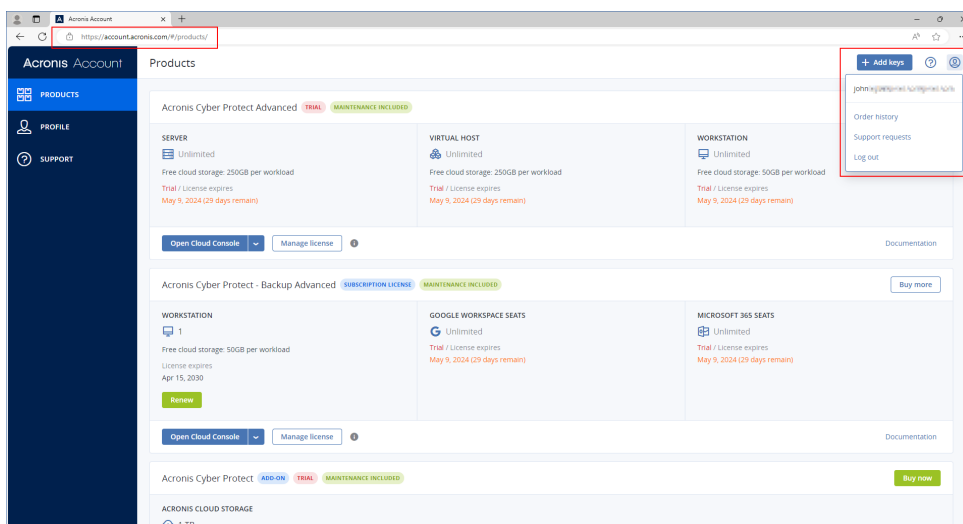 Acronis Account
https://account.acronis.com/#/products/
Acronis Account
Products
+ Add keys
PRODUCTS
PROFILE
SUPPORT
john
Order history
Support requests
Log out
Acronis Cyber Protect Advanced TRIAL MAINTENANCE INCLUDED
SERVER
Unlimited
Free cloud storage: 250GB per workload
Trial / License expires
May 9, 2024 (29 days remain)
VIRTUAL HOST
Unlimited
Free cloud storage: 250GB per workload
Trial / License expires
May 9, 2024 (29 days remain)
WORKSTATION
Unlimited
Free cloud storage: 50GB per workload
Trial / License expires
May 9, 2024 (29 days remain)
Open Cloud Console Manage license Documentation
Acronis Cyber Protect - Backup Advanced SUBSCRIPTION LICENSE MAINTENANCE INCLUDED Buy more
WORKSTATION
1
Free cloud storage: 50GB per workload
License expires
Apr 15, 2030
Renew
GOOGLE WORKSPACE SEATS
Unlimited
Trial / License expires
May 9, 2024 (29 days remain)
MICROSOFT 365 SEATS
Unlimited
Trial / License expires
May 9, 2024 (29 days remain)
Open Cloud Console Manage license Documentation
Acronis Cyber Protect ADD-ON TRIAL MAINTENANCE INCLUDED Buy now
ACRONIS CLOUD STORAGE
1 TB